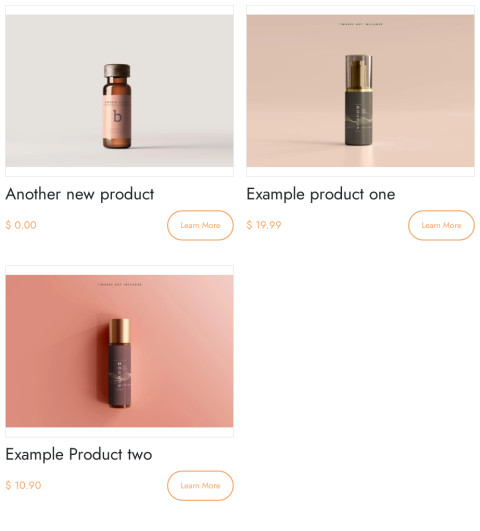 b
IMAGES NOT INCLUDED
Another new product
$ 0.00
Learn More
Example product one
$ 19.99
Learn More
IMAGES NOT INCLUDED
Example Product two
$ 10.90
Learn More